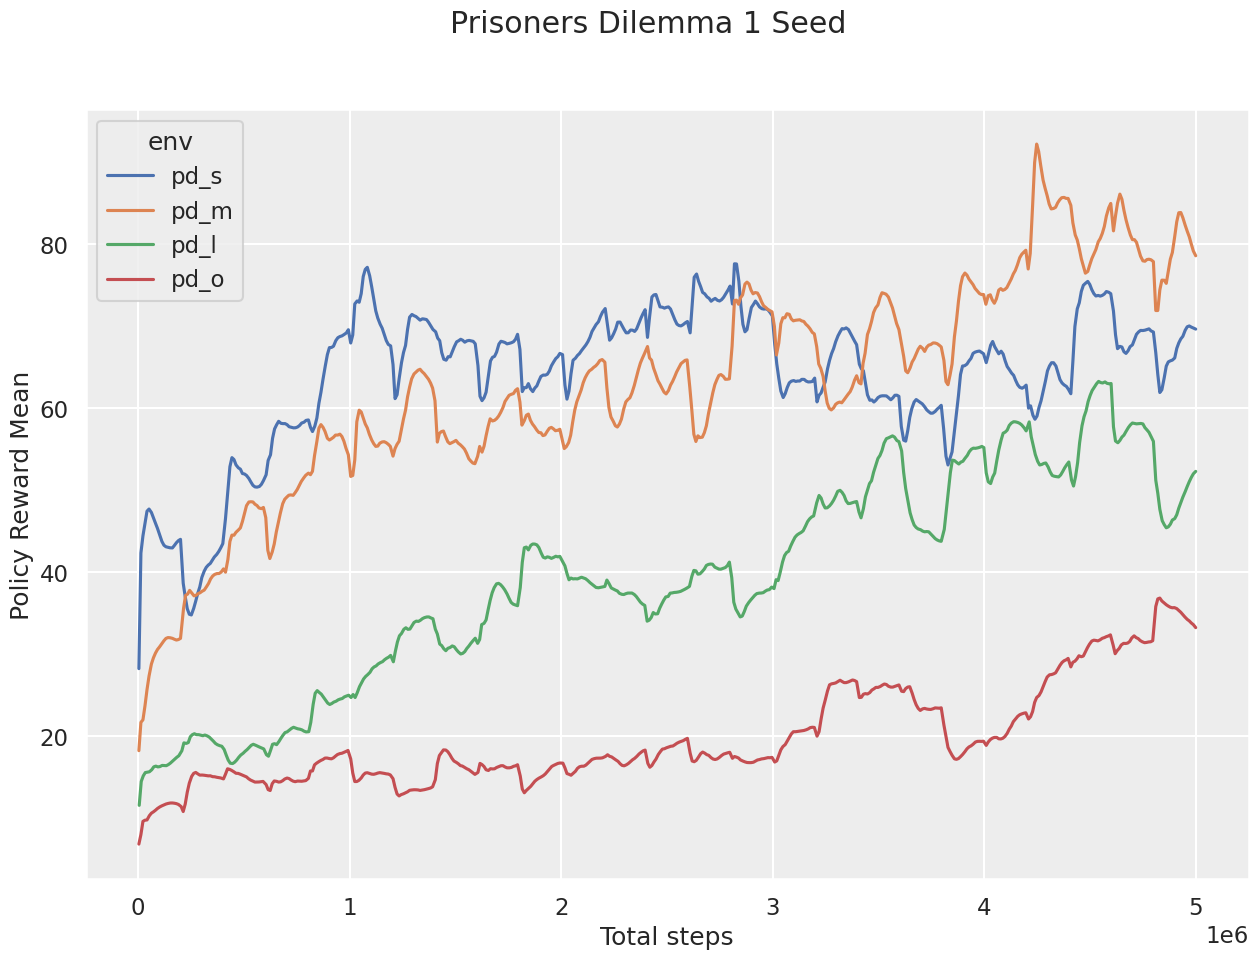 Prisoners Dilemma 1 Seed
env
pd_s
pd_m
pd_l
pd_o
Policy Reward Mean
80
60
40
20
0 1 2 3 4 5
Total steps
1e6